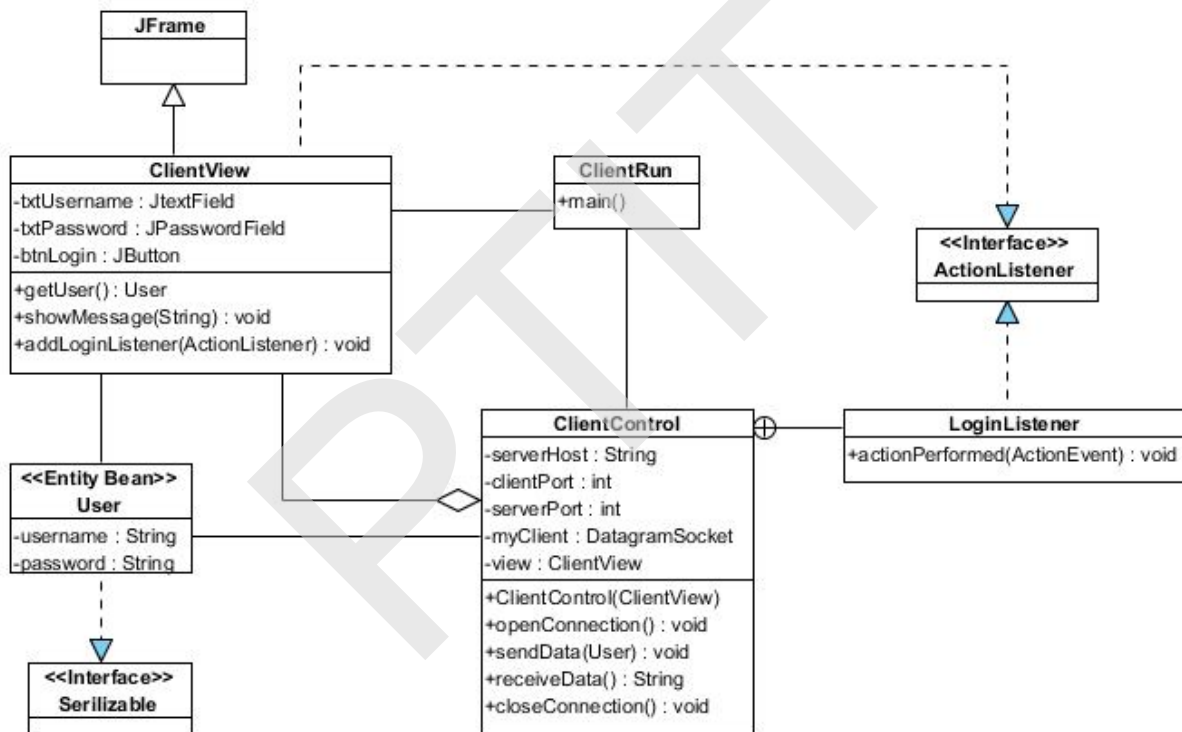 JFrame
ClientView
-txtUsername : JtextField
-txtPassword : JPasswordField
-btnLogin : JButton
+getUser() : User
+showMessage(String) : void
+addLoginListener(ActionListener) : void
ClientRun
+main()
<<Interface>>
ActionListener
ClientControl
-serverHost : String
-clientPort : int
-serverPort : int
-myClient : DatagramSocket
-view : ClientView
+ClientControl(ClientView)
+openConnection() : void
+sendData(User) : void
+receiveData() : String
+closeConnection() : void
LoginListener
+actionPerformed(ActionEvent) : void
<<Entity Bean>>
User
-username : String
-password : String
<<Interface>>
Serilizable
PTIT